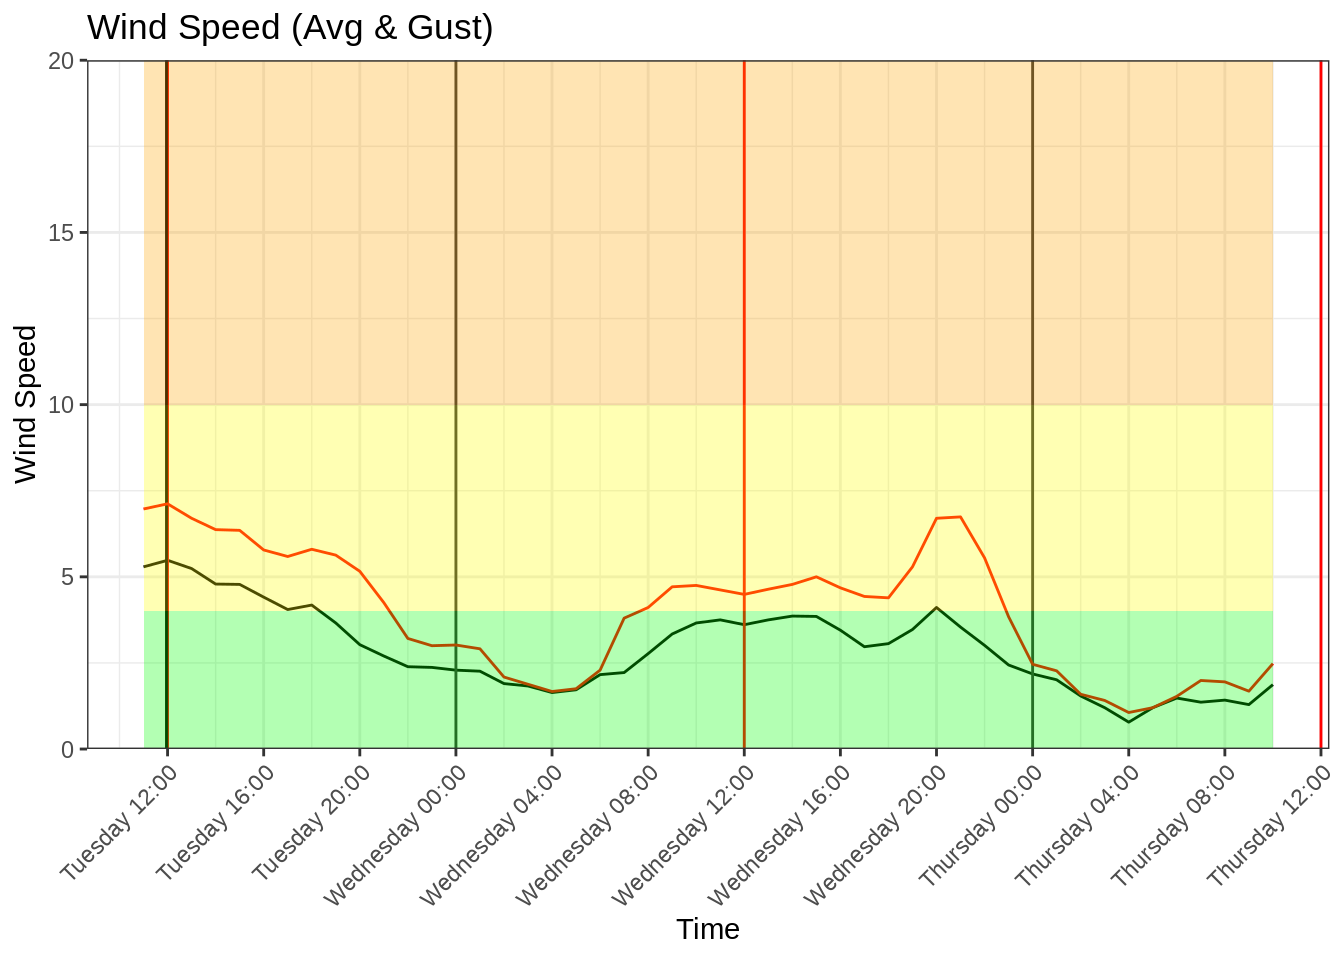 Wind Speed (Avg & Gust)
20
15
10
5
0
Wind Speed
Tuesday 12:00
Tuesday 16:00
Tuesday 20:00
Wednesday 00:00
Wednesday 04:00
Wednesday 08:00
Wednesday 12:00
Wednesday 16:00
Wednesday 20:00
Thursday 00:00
Thursday 04:00
Thursday 08:00
Thursday 12:00
Time